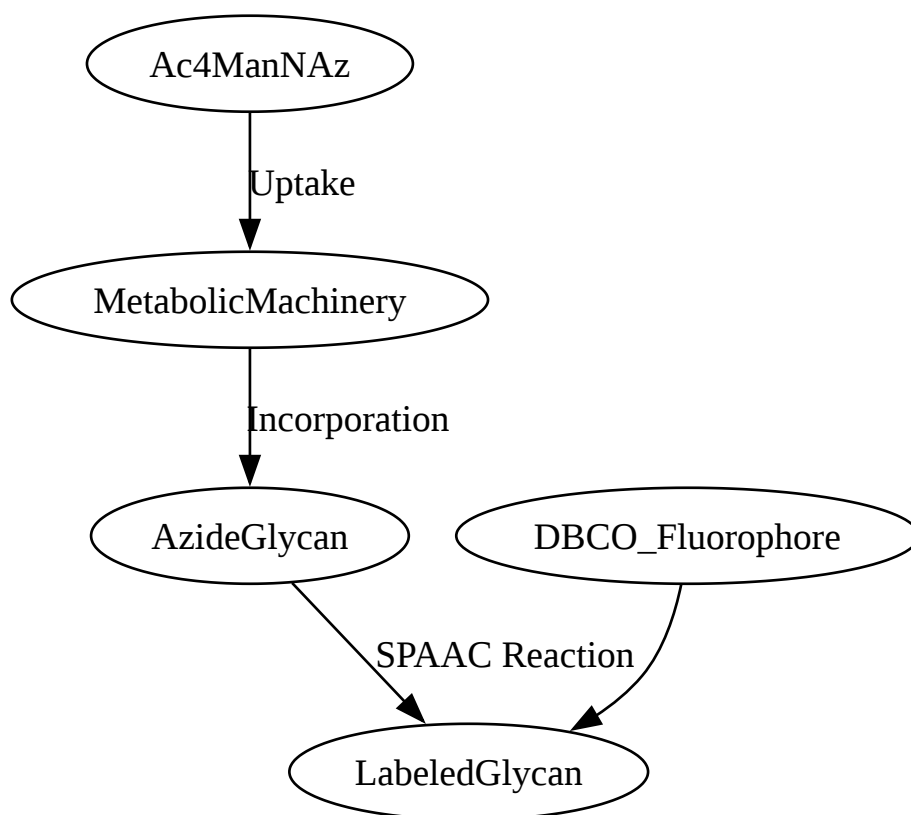 Ac4ManNAz
Uptake
MetabolicMachinery
Incorporation
AzideGlycan
DBCO_Fluorophore
SPAAC Reaction
LabeledGlycan